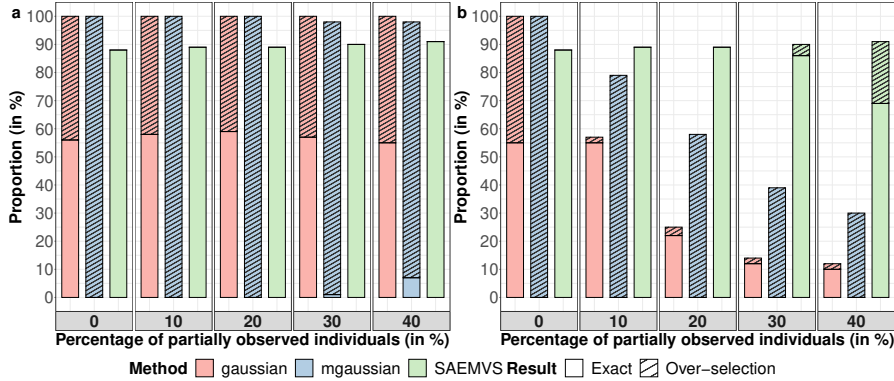 a
Proportion (in %)
100
90
80
70
60
50
40
30
20
10
0
0 10 20 30 40
Percentage of partially observed individuals (in %)
b
Proportion (in %)
100
90
80
70
60
50
40
30
20
10
0
0 10 20 30 40
Percentage of partially observed individuals (in %)
Method gaussian mgaussian SAEMVS Result Exact Over−selection